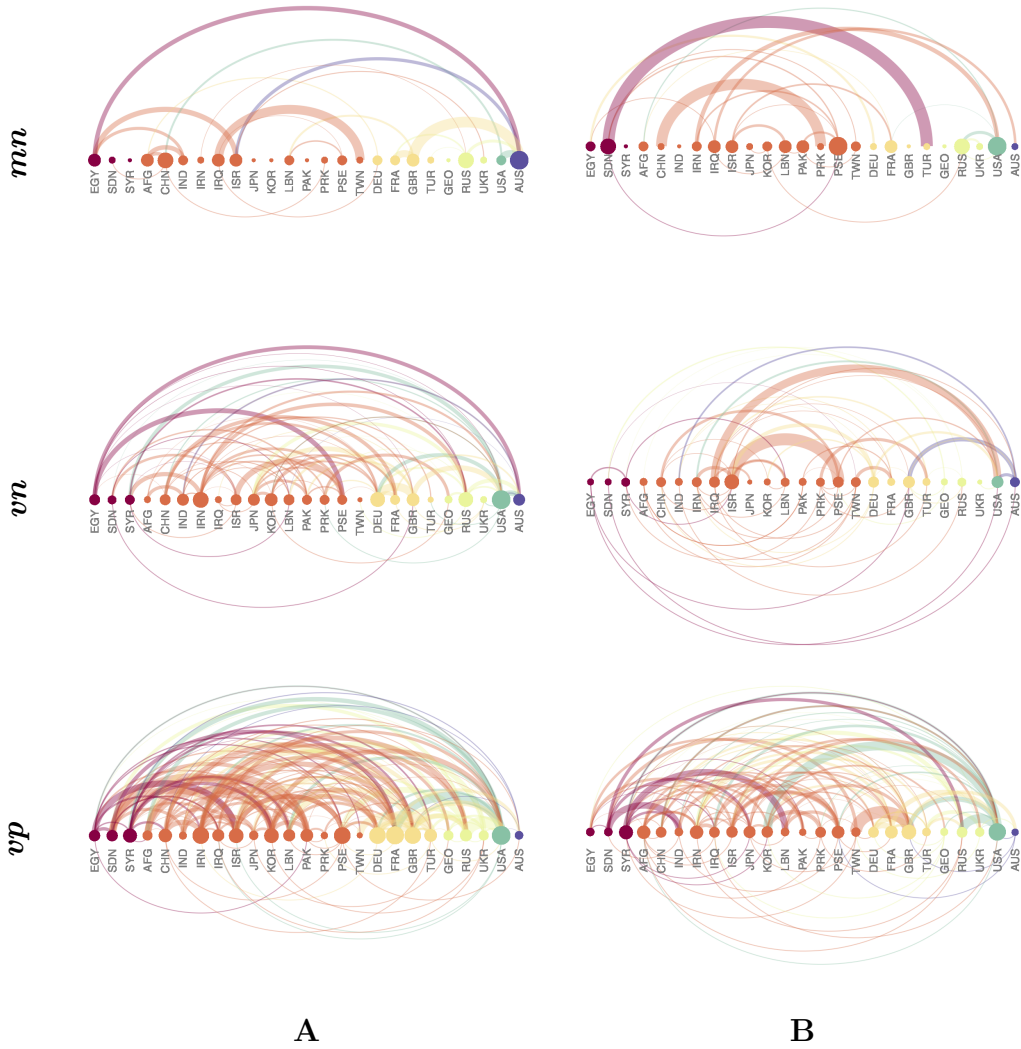 mn
EGY SDN SYR AFG CHN IND IRN IRQ ISR JPN KOR LBN PAK PRK PSE TWN DEU FRA GBR TUR GEO RUS UKR USA AUS
EGY SDN SYR AFG CHN IND IRN IRQ ISR JPN KOR LBN PAK PRK PSE TWN DEU FRA GBR TUR GEO RUS UKR USA AUS
vn
EGY SDN SYR AFG CHN IND IRN IRQ ISR JPN KOR LBN PAK PRK PSE TWN DEU FRA GBR TUR GEO RUS UKR USA AUS
EGY SDN SYR AFG CHN IND IRN IRQ ISR JPN KOR LBN PAK PRK PSE TWN DEU FRA GBR TUR GEO RUS UKR USA AUS
vp
EGY SDN SYR AFG CHN IND IRN IRQ ISR JPN KOR LBN PAK PRK PSE TWN DEU FRA GBR TUR GEO RUS UKR USA AUS
EGY SDN SYR AFG CHN IND IRN IRQ ISR JPN KOR LBN PAK PRK PSE TWN DEU FRA GBR TUR GEO RUS UKR USA AUS
A B